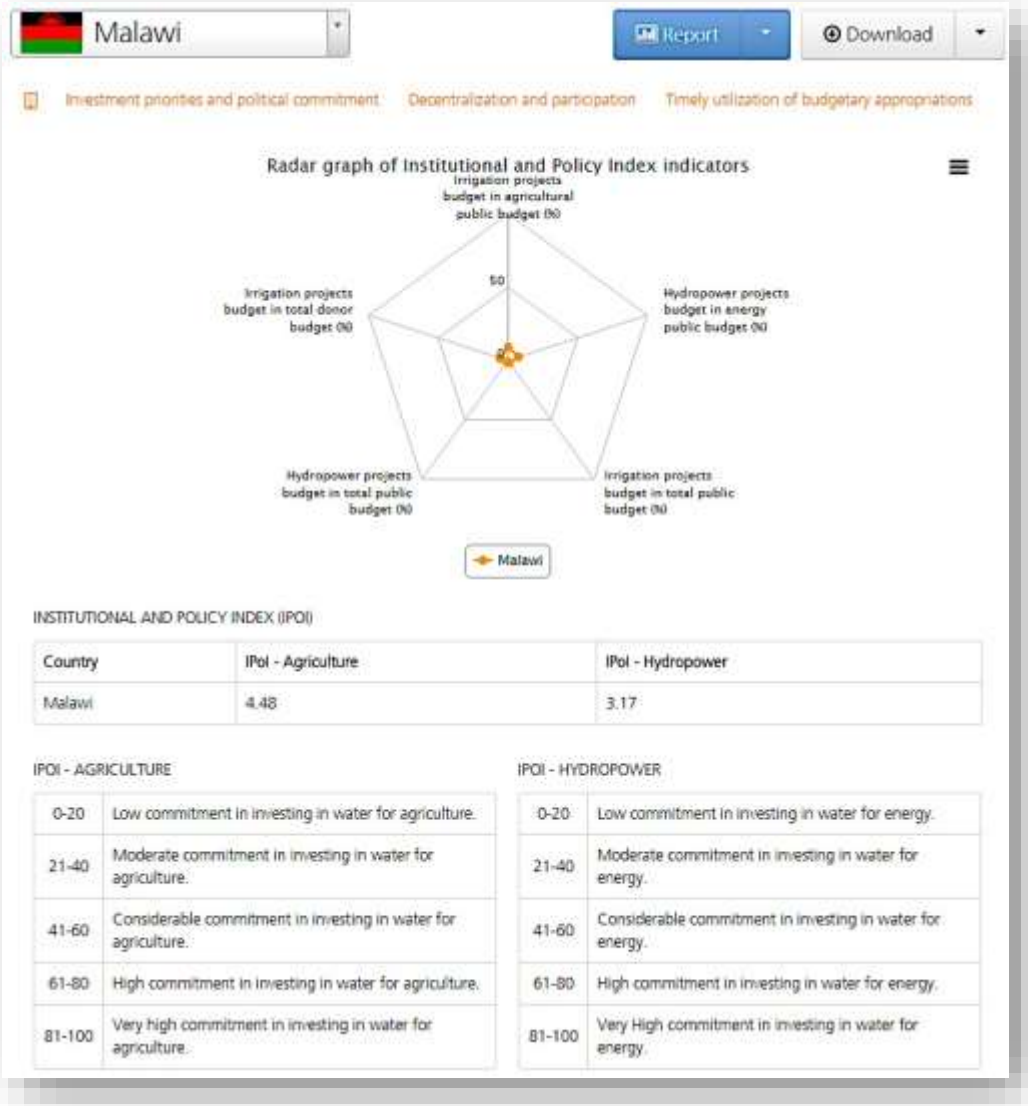 Malawi
Report
Download
Investment priorities and political commitment
Decentralization and participation
Timely utilization of budgetary appropriations
Radar graph of Institutional and Policy Index indicators
Irrigation projects
budget in agricultural
public budget (%)
50
0
Irrigation projects
budget in total donor
budget (%)
Hydropower projects
budget in energy
public budget (%)
Hydropower projects
budget in total public
budget (%)
Irrigation projects
budget in total public
budget (%)
Malawi
INSTITUTIONAL AND POLICY INDEX (IPOI)
Country IPoI - Agriculture IPoI - Hydropower
Malawi 4.48 3.17
IPOI - AGRICULTURE
0-20 Low commitment in investing in water for agriculture.
21-40 Moderate commitment in investing in water for
agriculture.
41-60 Considerable commitment in investing in water for
agriculture.
61-80 High commitment in investing in water for agriculture.
81-100 Very high commitment in investing in water for
agriculture.
IPOI - HYDROPOWER
0-20 Low commitment in investing in water for energy.
21-40 Moderate commitment in investing in water for
energy.
41-60 Considerable commitment in investing in water for
energy.
61-80 High commitment in investing in water for energy.
81-100 Very High commitment in investing in water for
energy.